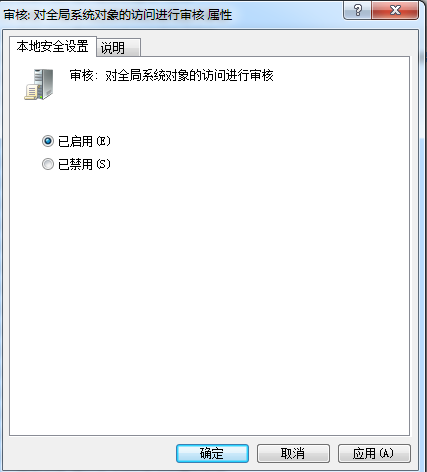 审核: 对全局系统对象的访问进行审核 属性
本地安全设置
说明
审核: 对全局系统对象的访问进行审核
已启用(E)
已禁用(S)
确定
取消
应用(A)